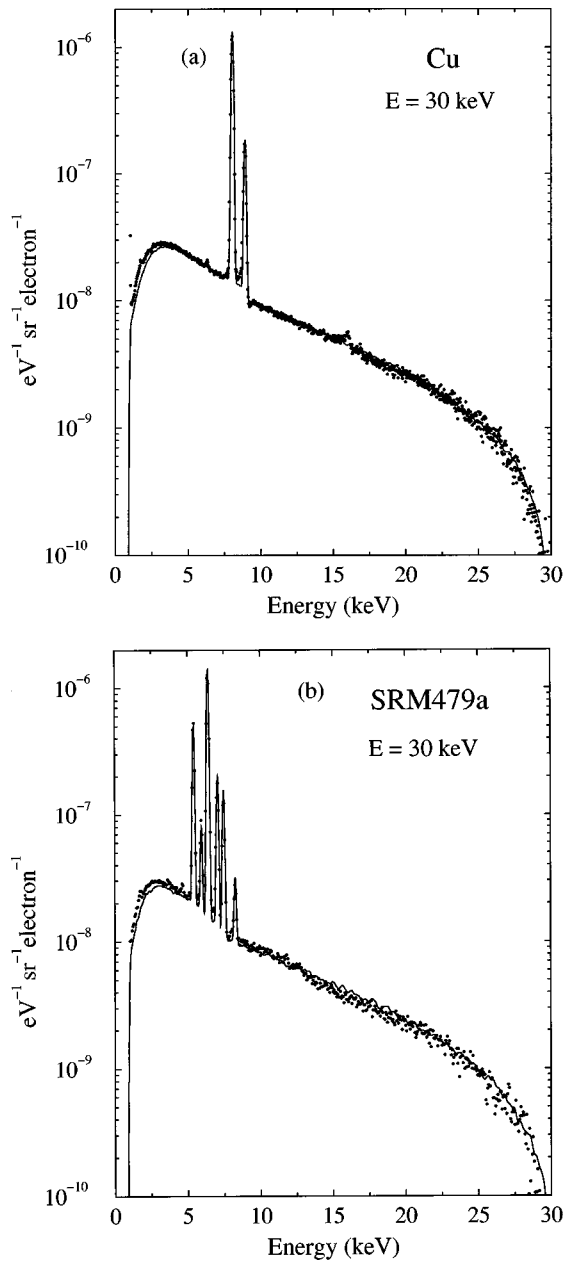 (a)
Cu
E = 30 keV
eV⁻¹ sr⁻¹ electron⁻¹
10⁻⁶
10⁻⁷
10⁻⁸
10⁻⁹
10⁻¹⁰
0 5 10 15 20 25 30
Energy (keV)
(b)
SRM479a
E = 30 keV
eV⁻¹ sr⁻¹ electron⁻¹
10⁻⁶
10⁻⁷
10⁻⁸
10⁻⁹
10⁻¹⁰
0 5 10 15 20 25 30
Energy (keV)